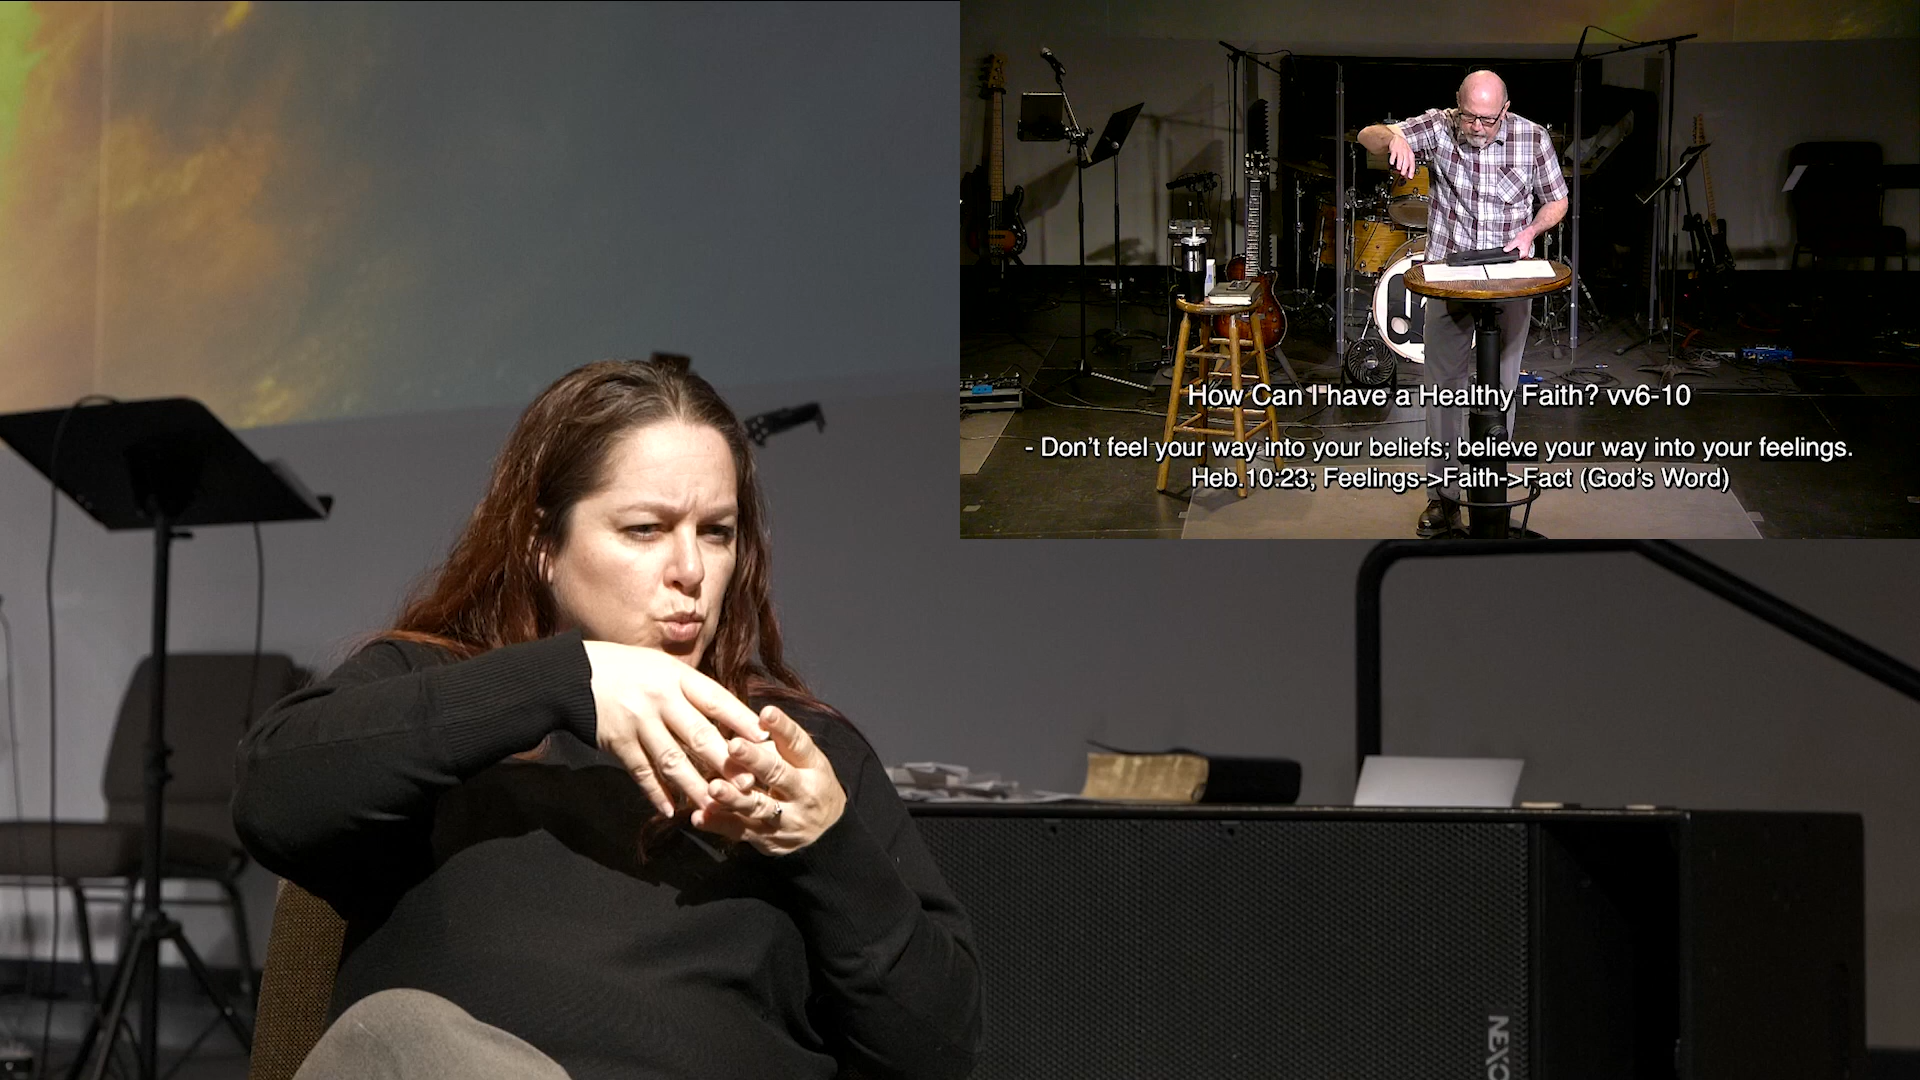 How Can I have a Healthy Faith? vv6-10
- Don't feel your way into your beliefs; believe your way into your feelings.
Heb.10:23; Feelings->Faith->Fact (God's Word)
NEXO